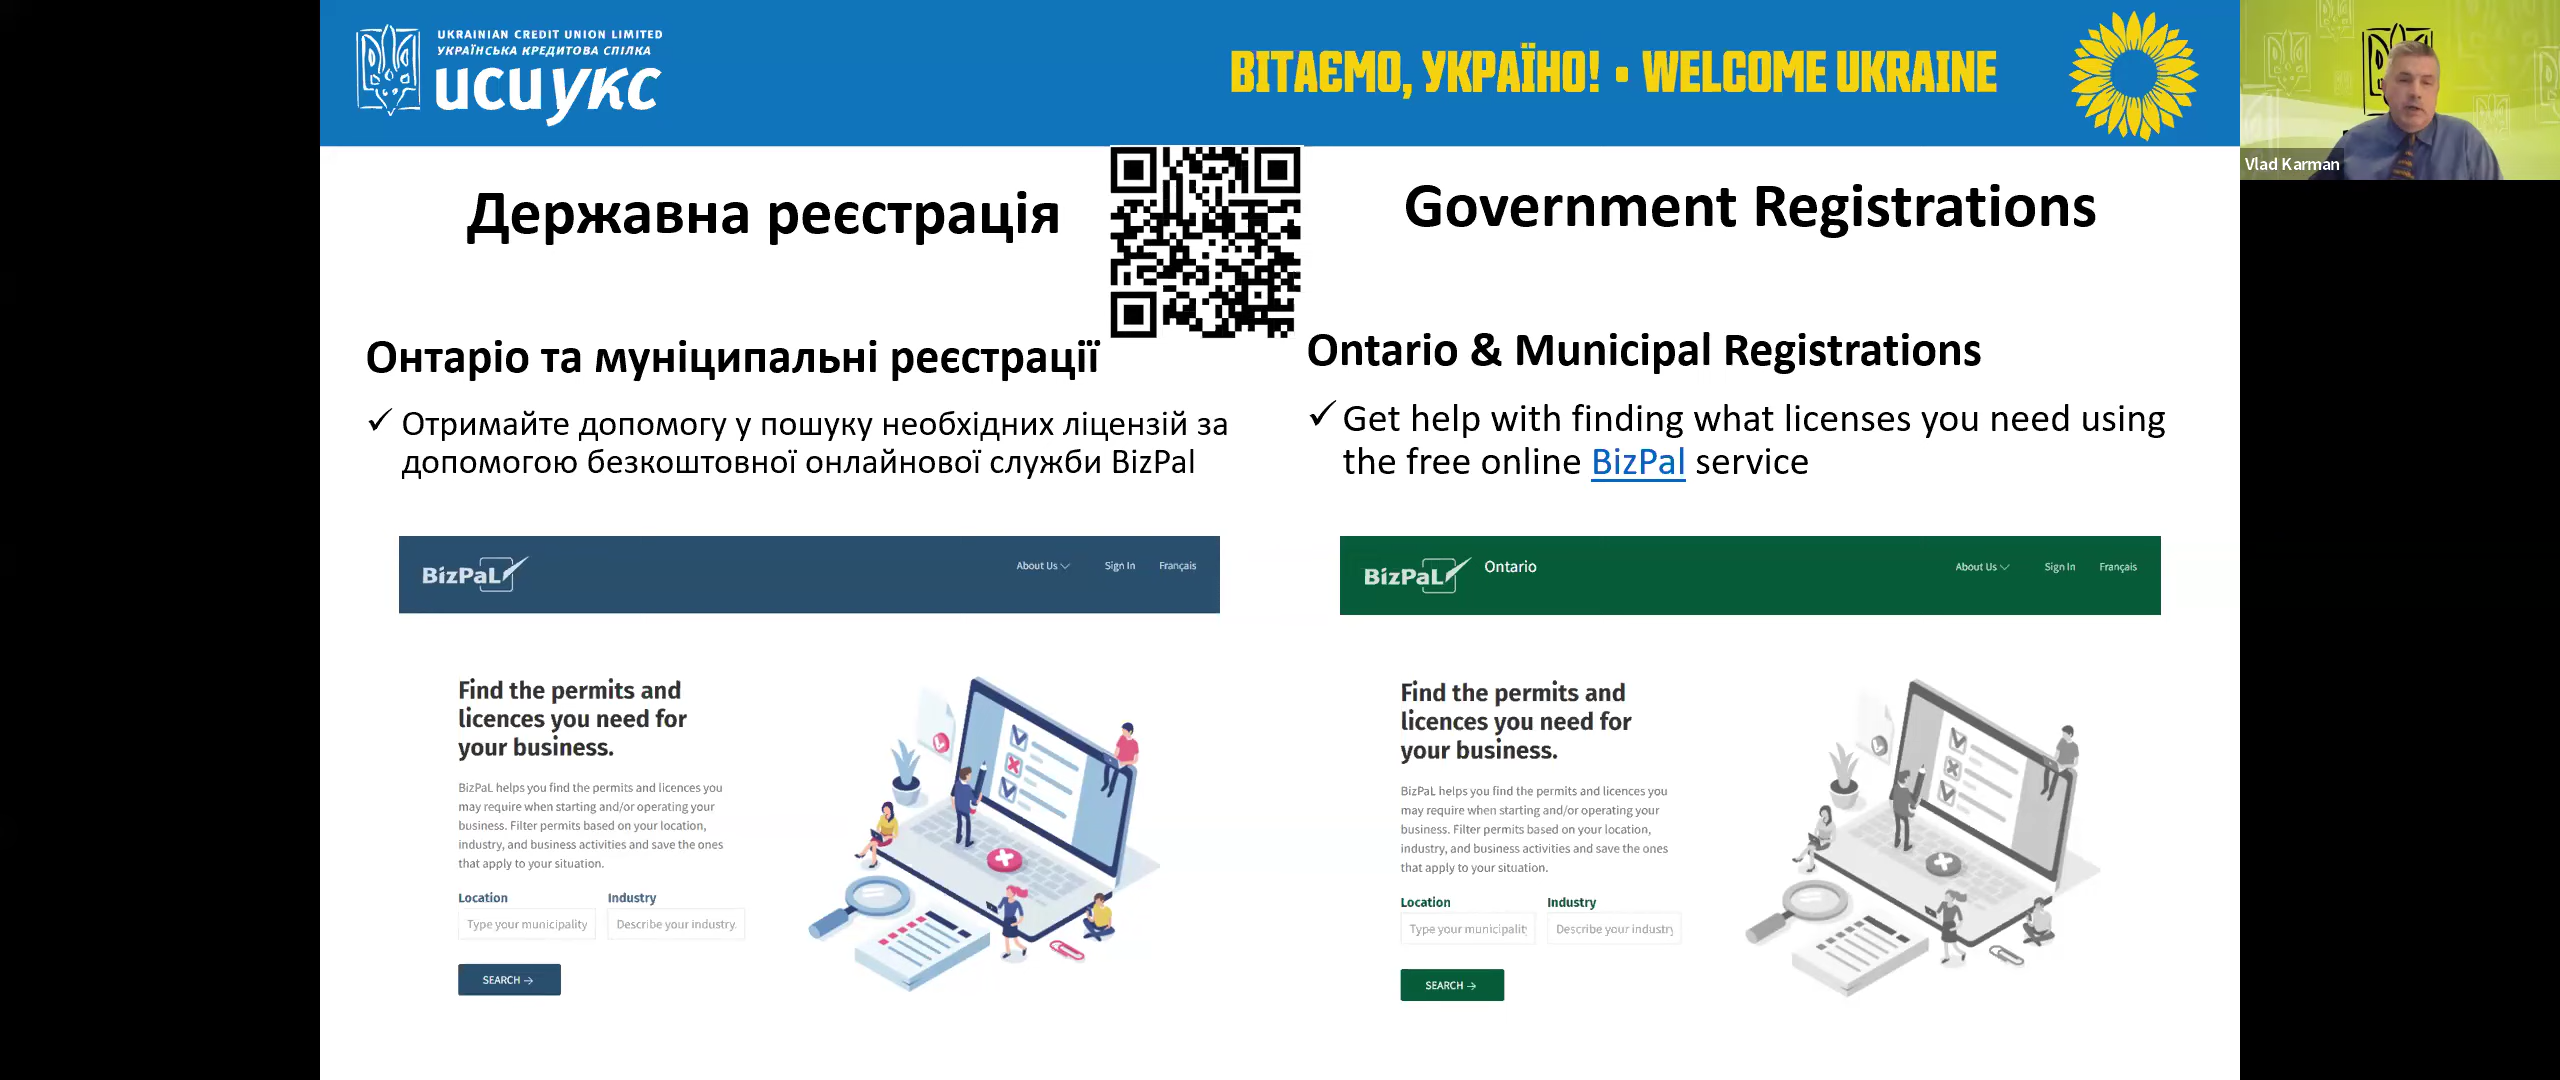 UKRAINIAN CREDIT UNION LIMITED
УКРАЇНСЬКА КРЕДИТОВА СПІЛКА
ucu укс
ВІТАЄМО, УКРАЇНО! • WELCOME UKRAINE
Vlad Karman
Державна реєстрація
Онтаріо та муніципальні реєстрації
✓ Отримайте допомогу у пошуку необхідних ліцензій за
допомогою безкоштовної онлайнової служби BizPal
BizPaL
About Us
Sign In
Français
Find the permits and
licences you need for
your business.
BizPaL helps you find the permits and licences you
may require when starting and/or operating your
business. Filter permits based on your location,
industry, and business activities and save the ones
that apply to your situation.
Location
Industry
Type your municipality
Describe your industry.
SEARCH →
Government Registrations
Ontario & Municipal Registrations
✓ Get help with finding what licenses you need using
the free online BizPal service
BizPaL
Ontario
About Us
Sign In
Français
Find the permits and
licences you need for
your business.
BizPaL helps you find the permits and licences you
may require when starting and/or operating your
business. Filter permits based on your location,
industry, and business activities and save the ones
that apply to your situation.
Location
Industry
Type your municipalit
Describe your industry
SEARCH →